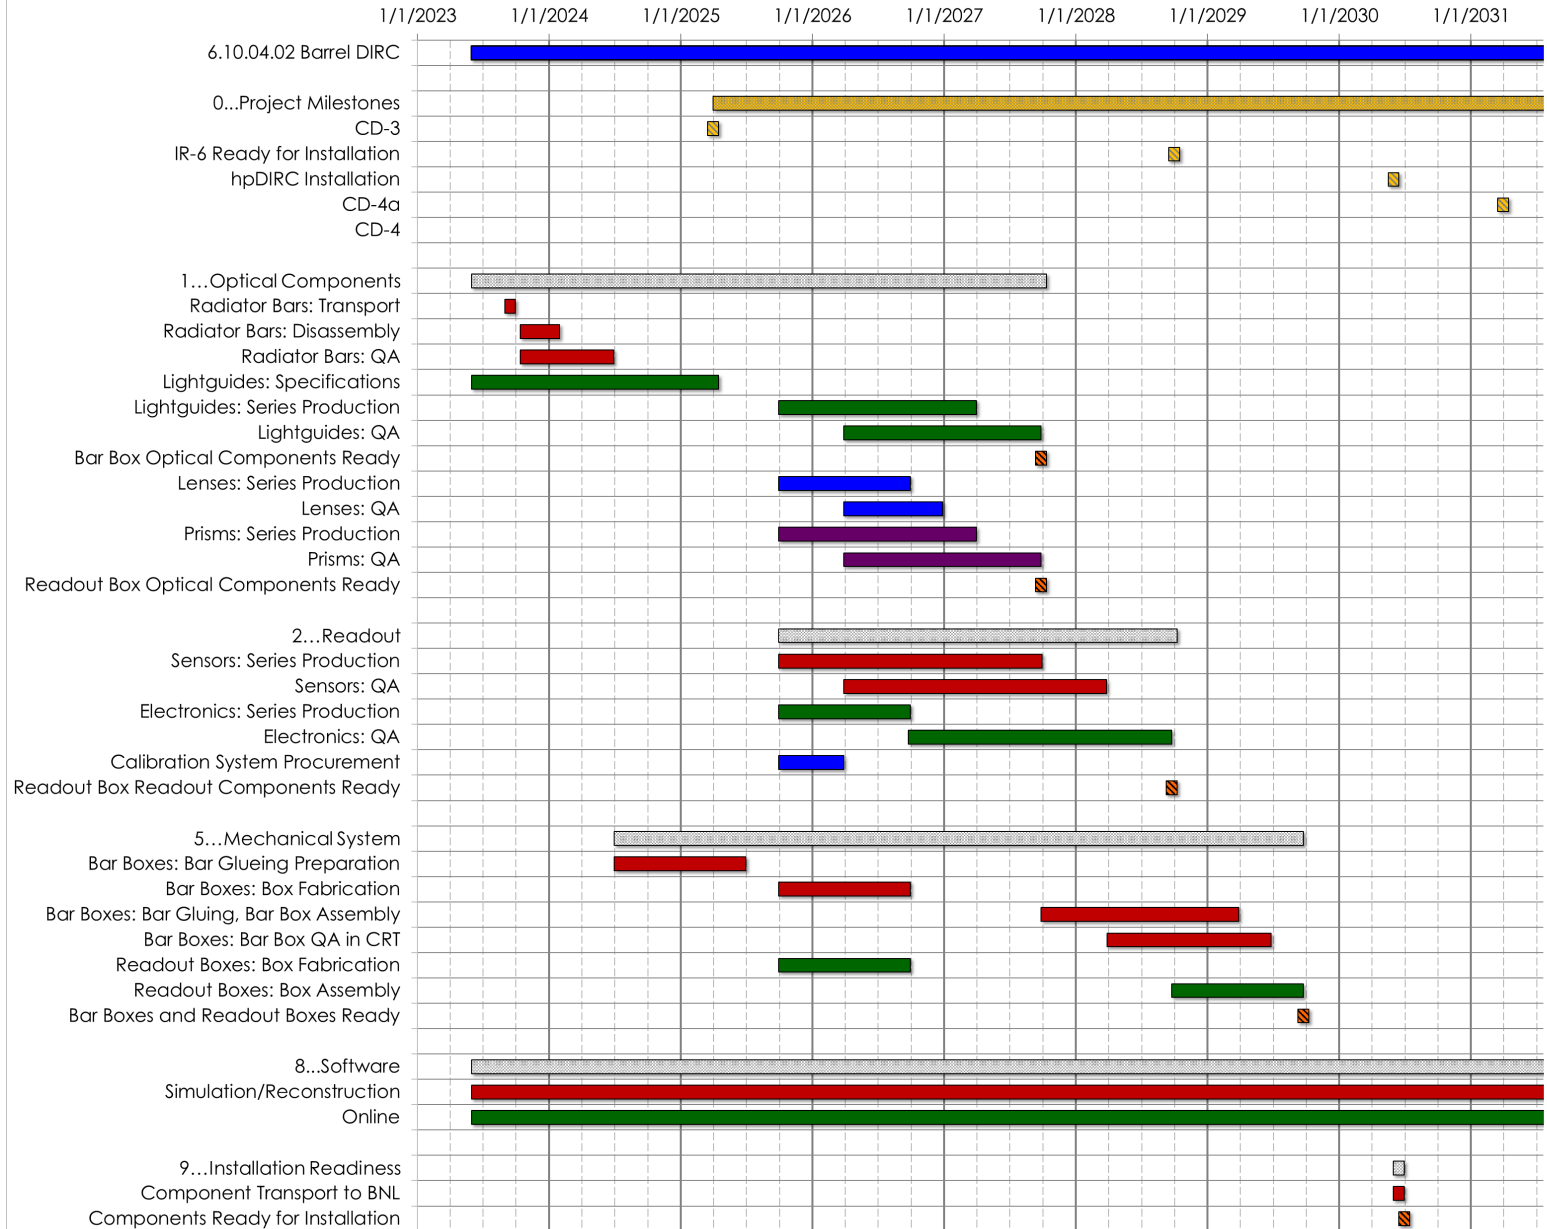 1/1/2023 1/1/2024 1/1/2025 1/1/2026 1/1/2027 1/1/2028 1/1/2029 1/1/2030 1/1/2031
6.10.04.02 Barrel DIRC
0...Project Milestones
CD-3
IR-6 Ready for Installation
hpDIRC Installation
CD-4a
CD-4
1...Optical Components
Radiator Bars: Transport
Radiator Bars: Disassembly
Radiator Bars: QA
Lightguides: Specifications
Lightguides: Series Production
Lightguides: QA
Bar Box Optical Components Ready
Lenses: Series Production
Lenses: QA
Prisms: Series Production
Prisms: QA
Readout Box Optical Components Ready
2...Readout
Sensors: Series Production
Sensors: QA
Electronics: Series Production
Electronics: QA
Calibration System Procurement
Readout Box Readout Components Ready
5...Mechanical System
Bar Boxes: Bar Glueing Preparation
Bar Boxes: Box Fabrication
Bar Boxes: Bar Gluing, Bar Box Assembly
Bar Boxes: Bar Box QA in CRT
Readout Boxes: Box Fabrication
Readout Boxes: Box Assembly
Bar Boxes and Readout Boxes Ready
8...Software
Simulation/Reconstruction
Online
9...Installation Readiness
Component Transport to BNL
Components Ready for Installation